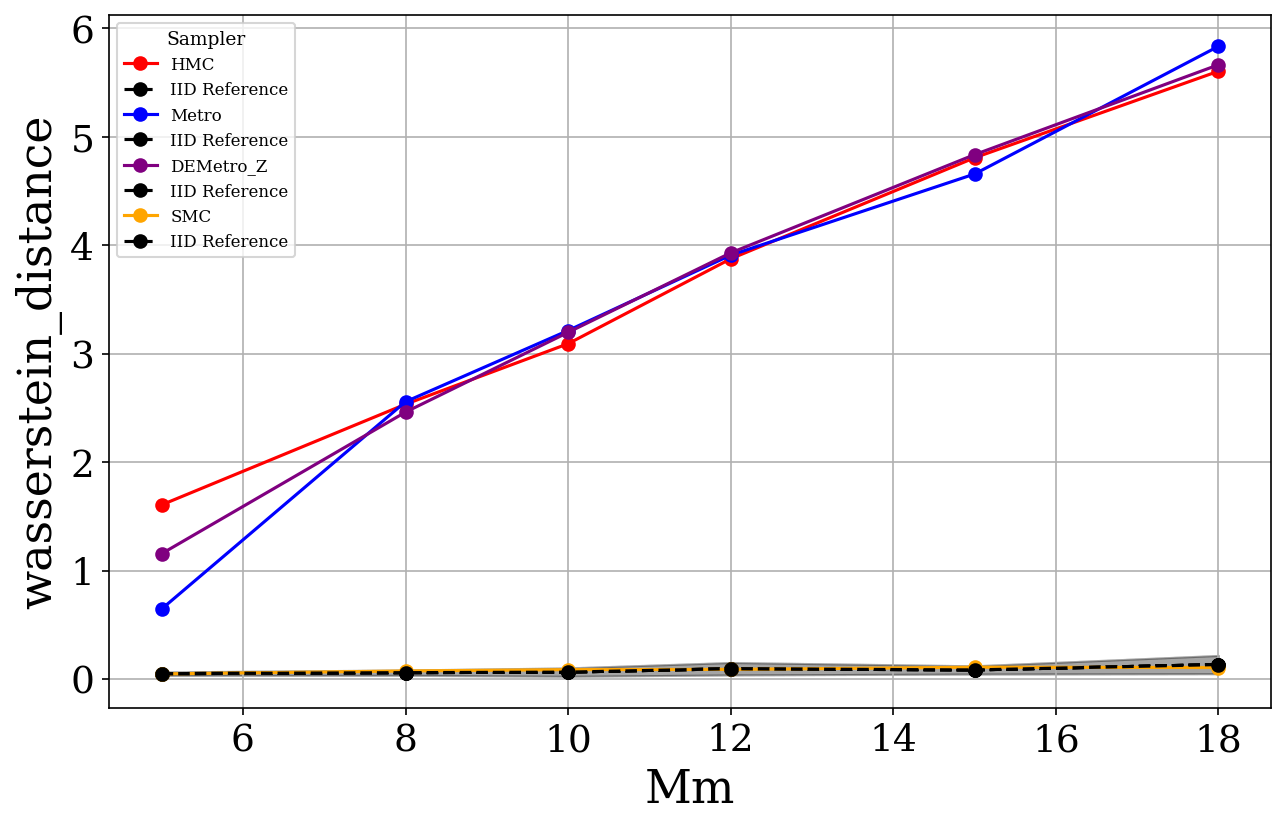 Sampler
HMC
IID Reference
Metro
IID Reference
DEMetro_Z
IID Reference
SMC
IID Reference
wasserstein_distance
6
5
4
3
2
1
0
6 8 10 12 14 16 18
Mm